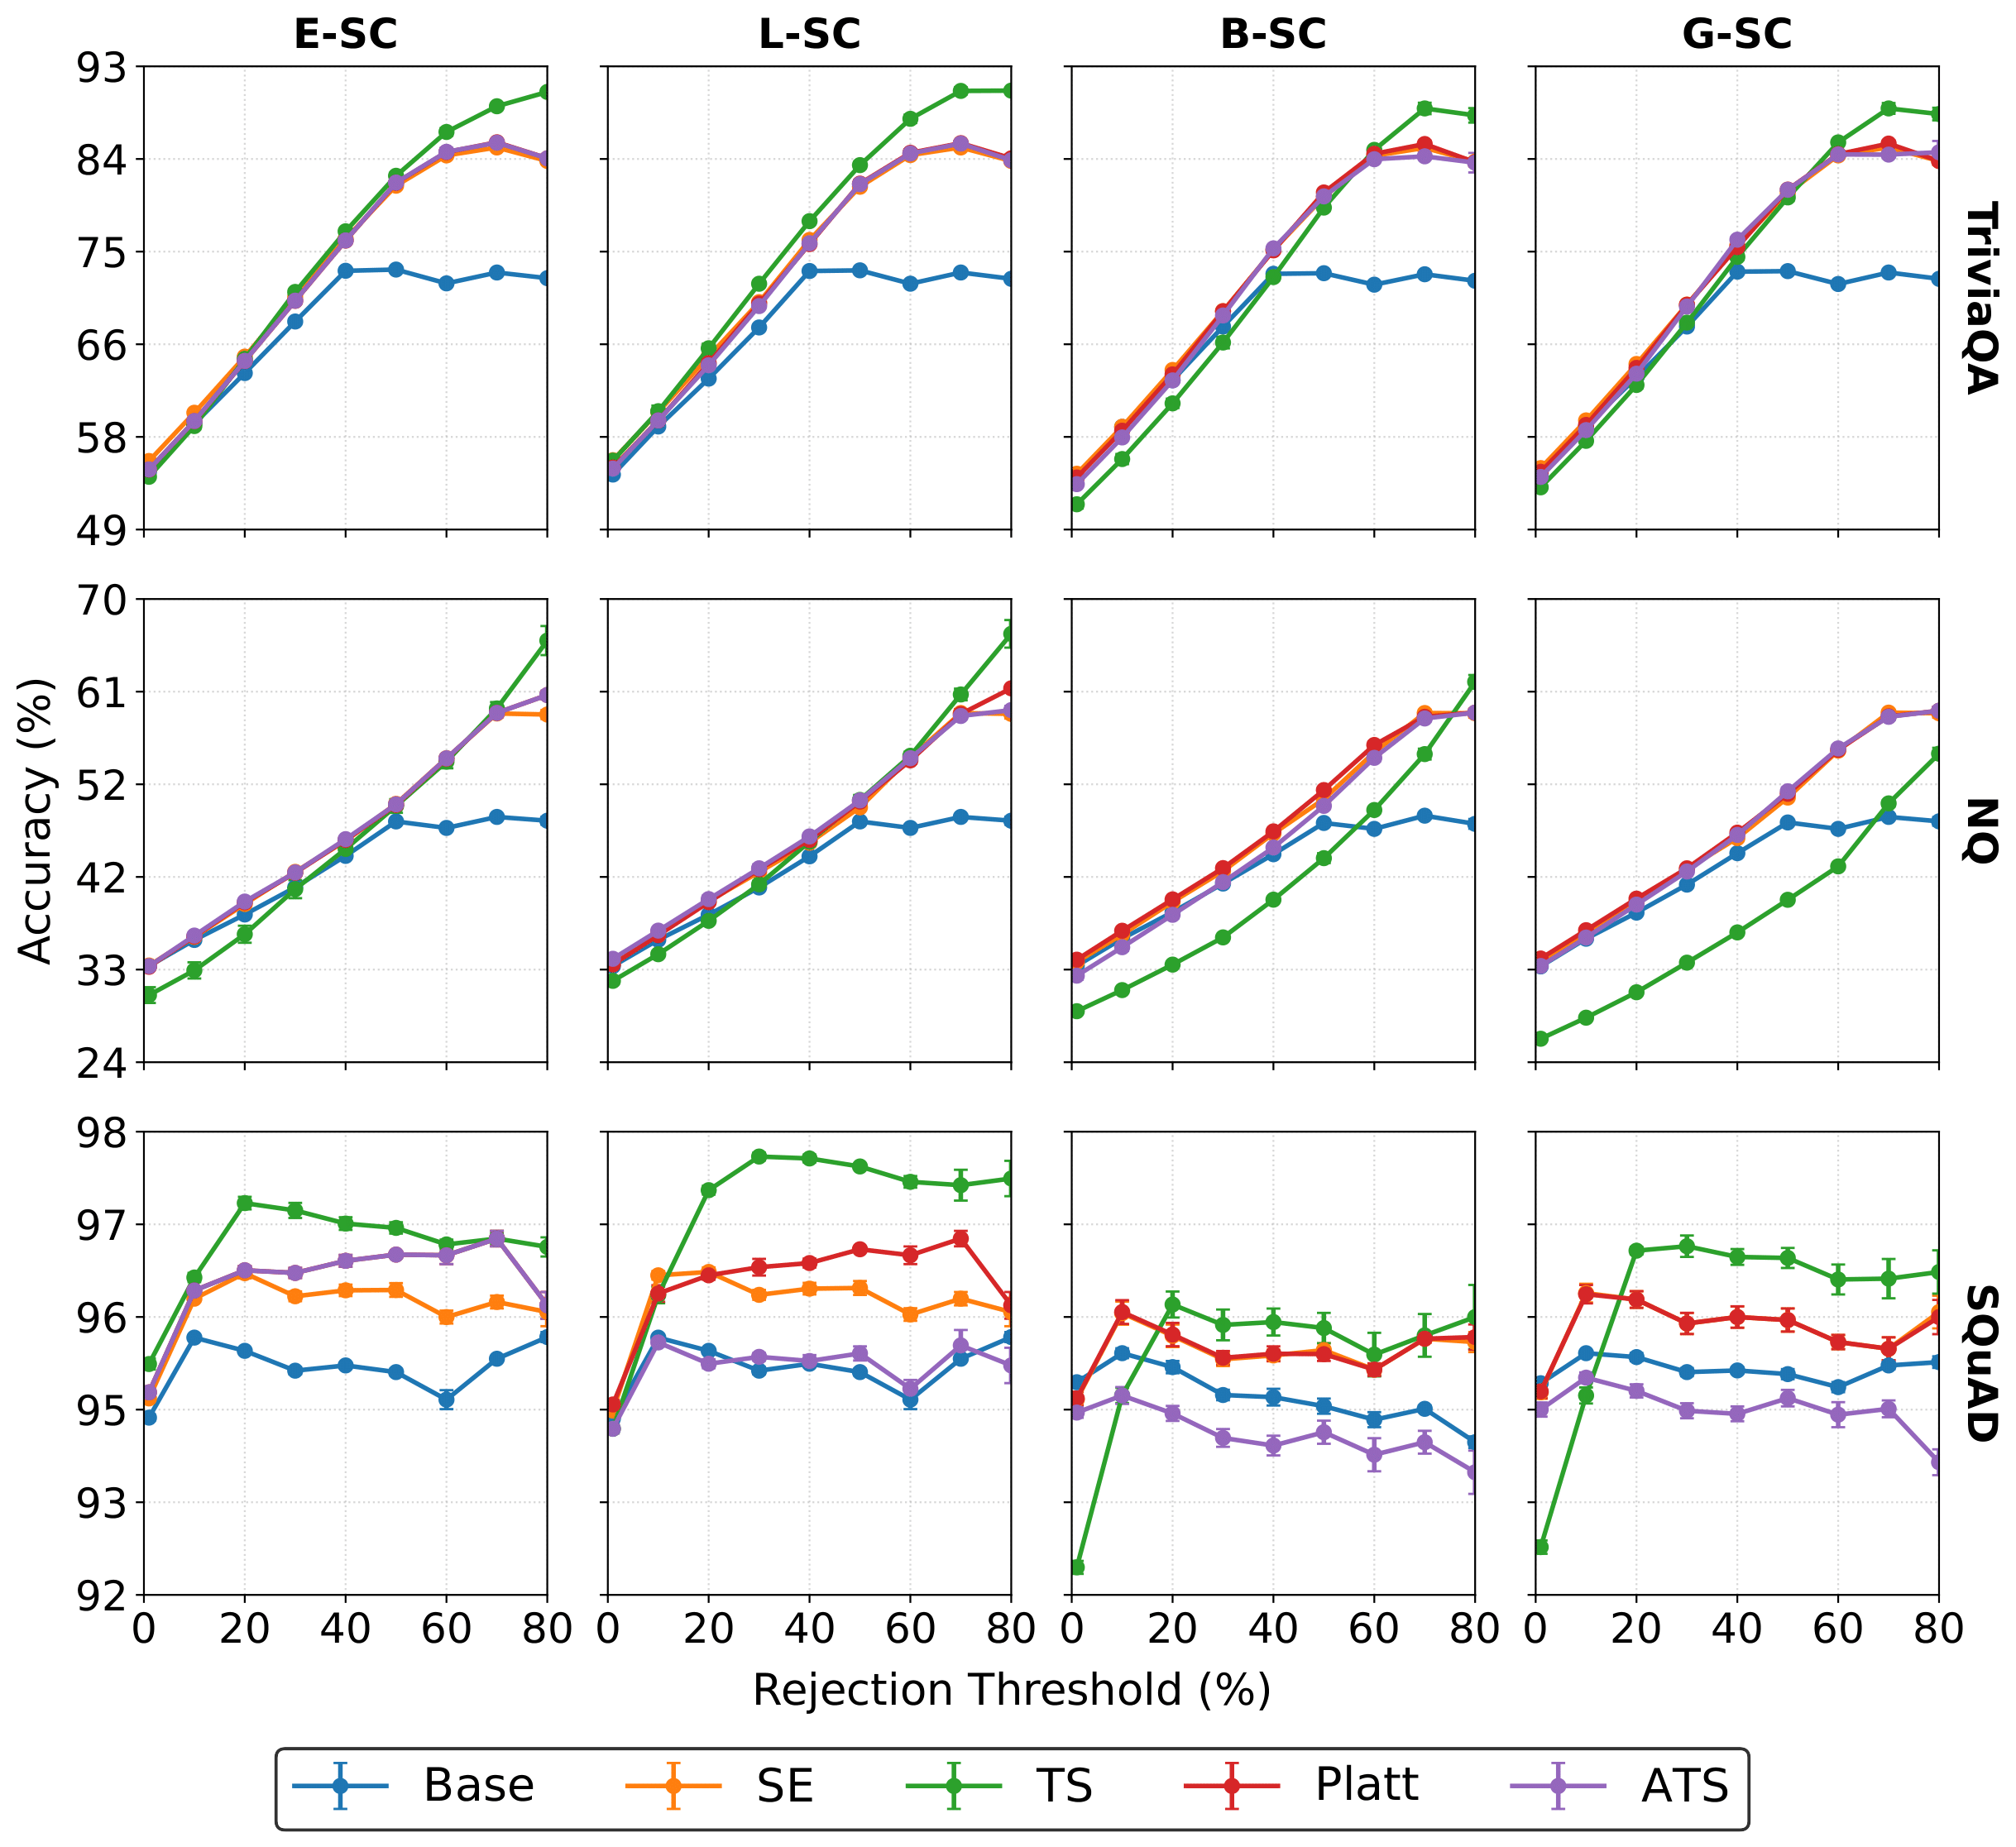 E-SC L-SC B-SC G-SC
93
84
75
66
58
49
TriviaQA
70
61
52
42
33
24
NQ
Accuracy (%)
98
97
96
95
93
92
SQuAD
0 20 40 60 80 0 20 40 60 80 0 20 40 60 80 0 20 40 60 80
Rejection Threshold (%)
Base SE TS Platt ATS